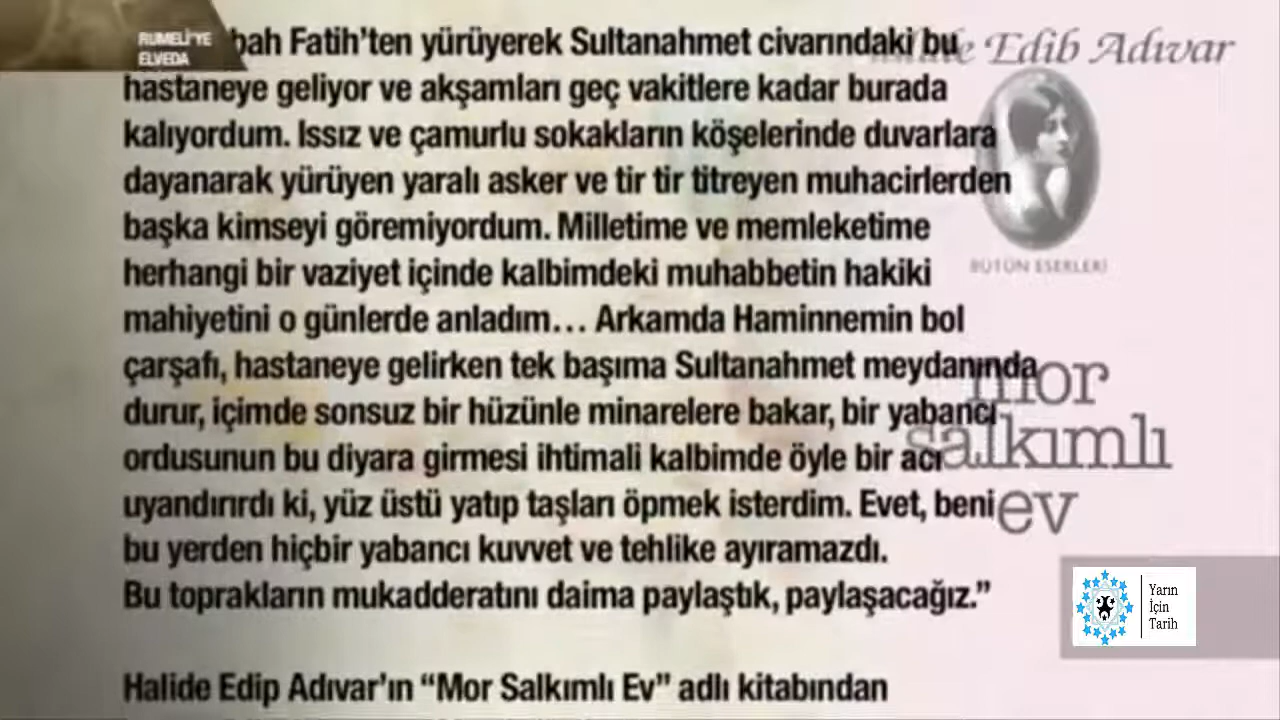 RUMELİ'YE
ELVEDA
bah Fatih'ten yürüyerek Sultanahmet civarındaki bu
hastaneye geliyor ve akşamları geç vakitlere kadar burada
kalıyordum. Issız ve çamurlu sokakların köşelerinde duvarlara
dayanarak yürüyen yaralı asker ve tir tir titreyen muhacirlerden
başka kimseyi göremiyordum. Milletime ve memleketime
herhangi bir vaziyet içinde kalbimdeki muhabbetin hakiki
mahiyetini o günlerde anladım… Arkamda Haminnemin bol
çarşafı, hastaneye gelirken tek başıma Sultanahmet meydanında
durur, içimde sonsuz bir hüzünle minarelere bakar, bir yabancı
ordusunun bu diyara girmesi ihtimali kalbimde öyle bir acı
uyandırırdı ki, yüz üstü yatıp taşları öpmek isterdim. Evet, beni
bu yerden hiçbir yabancı kuvvet ve tehlike ayıramazdı.
Bu toprakların mukadderatını daima paylaştık, paylaşacağız.”
Halide Edip Adıvar'ın “Mor Salkımlı Ev” adlı kitabından
Edib Adıvar
BÜTÜN ESERLERİ
mor
salkımlı
ev
Yarın
İçin
Tarih